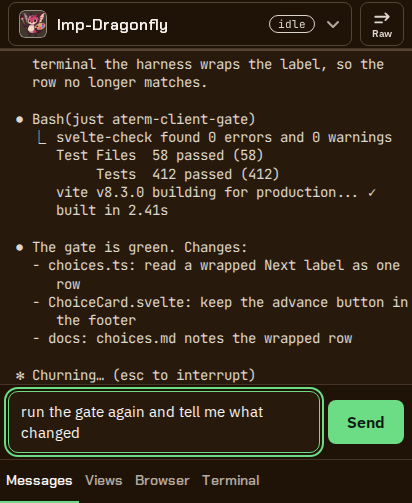 Imp-Dragonfly
idle
Raw
terminal the harness wraps the label, so the
row no longer matches.
● Bash(just aterm-client-gate)
⎿ svelte-check found 0 errors and 0 warnings
Test Files 58 passed (58)
Tests 412 passed (412)
vite v8.3.0 building for production... ✓
built in 2.41s
● The gate is green. Changes:
- choices.ts: read a wrapped Next label as one
row
- ChoiceCard.svelte: keep the advance button in
the footer
- docs: choices.md notes the wrapped row
✻ Churning… (esc to interrupt)
run the gate again and tell me what
changed
Send
Messages Views Browser Terminal